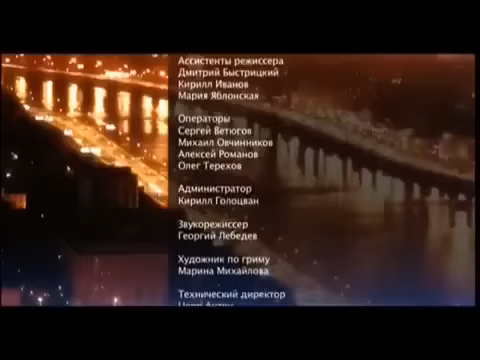 Ассистенты режиссера
Дмитрий Быстрицкий
Кирилл Иванов
Мария Яблонская
Операторы
Сергей Ветюгов
Михаил Овчинников
Алексей Романов
Олег Терехов
Администратор
Кирилл Голоцван
Звукорежиссер
Георгий Лебедев
Художник по гриму
Марина Михайлова
Технический директор